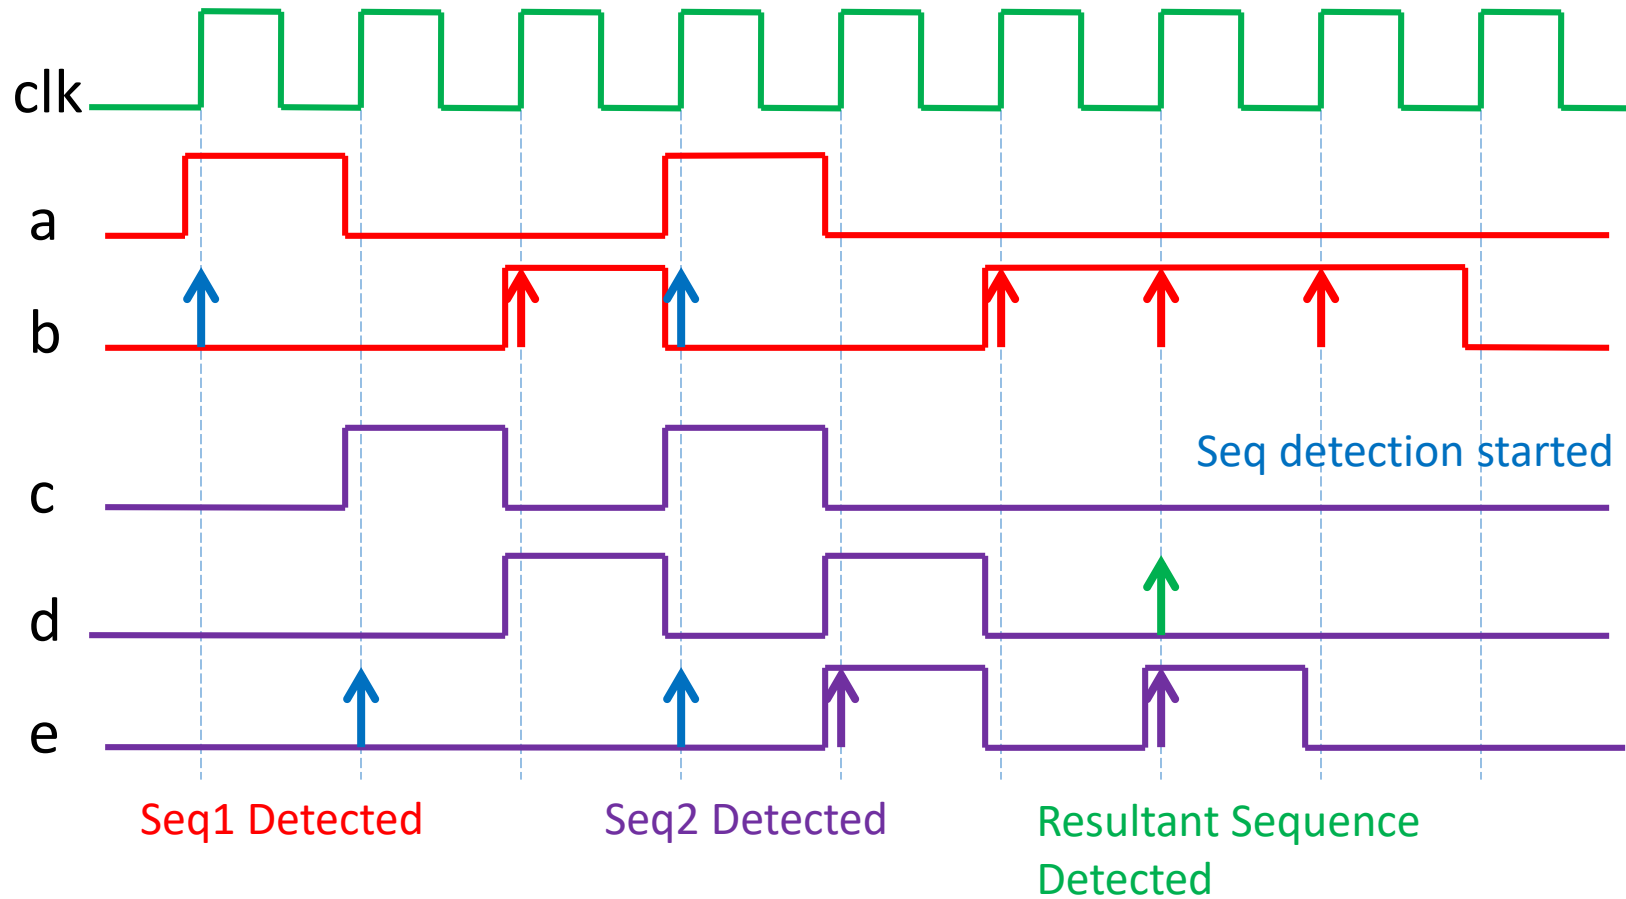 clk
a
b
Seq detection started
c
d
e
Seq1 Detected
Seq2 Detected
Resultant Sequence
Detected